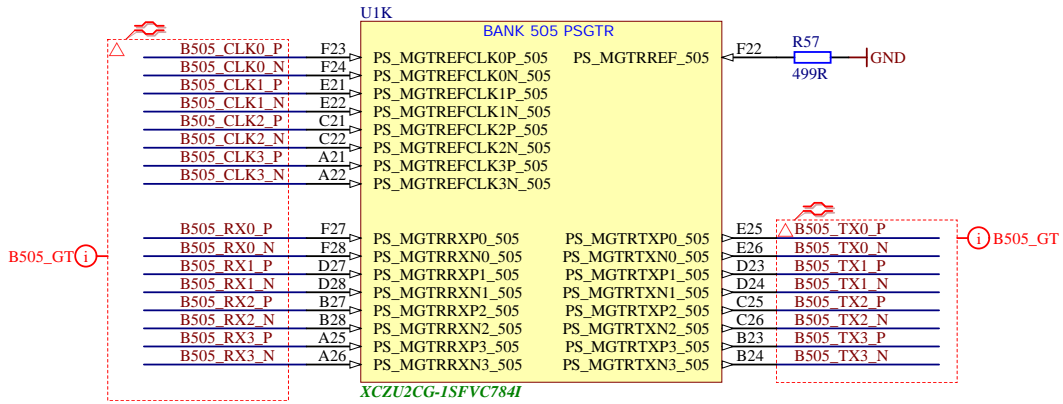 U1K
BANK 505 PSGTR
B505_CLK0_P F23 PS_MGTREFCLK0P_505 PS_MGTRREF_505 F22 R57 499R GND
B505_CLK0_N F24 PS_MGTREFCLK0N_505
B505_CLK1_P E21 PS_MGTREFCLK1P_505
B505_CLK1_N E22 PS_MGTREFCLK1N_505
B505_CLK2_P C21 PS_MGTREFCLK2P_505
B505_CLK2_N C22 PS_MGTREFCLK2N_505
B505_CLK3_P A21 PS_MGTREFCLK3P_505
B505_CLK3_N A22 PS_MGTREFCLK3N_505
B505_RX0_P F27 PS_MGTRRXP0_505 PS_MGTRTXP0_505 E25 B505_TX0_P
B505_GT i B505_RX0_N F28 PS_MGTRRXN0_505 PS_MGTRTXN0_505 E26 B505_TX0_N i B505_GT
B505_RX1_P D27 PS_MGTRRXP1_505 PS_MGTRTXP1_505 D23 B505_TX1_P
B505_RX1_N D28 PS_MGTRRXN1_505 PS_MGTRTXN1_505 D24 B505_TX1_N
B505_RX2_P B27 PS_MGTRRXP2_505 PS_MGTRTXP2_505 C25 B505_TX2_P
B505_RX2_N B28 PS_MGTRRXN2_505 PS_MGTRTXN2_505 C26 B505_TX2_N
B505_RX3_P A25 PS_MGTRRXP3_505 PS_MGTRTXP3_505 B23 B505_TX3_P
B505_RX3_N A26 PS_MGTRRXN3_505 PS_MGTRTXN3_505 B24 B505_TX3_N
XCZU2CG-1SFVC784I